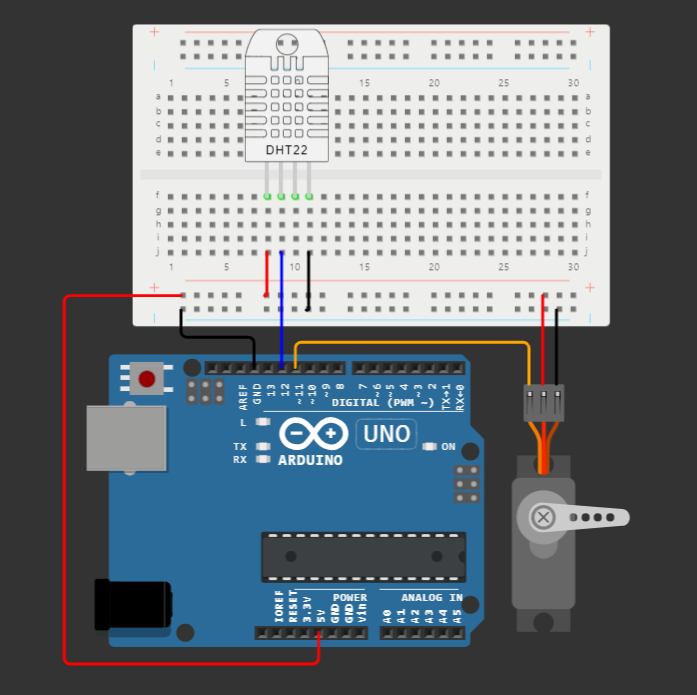 + +
| |
1 5 15 20 25 30
a a
b b
c c
d d
e e
DHT22
f f
g g
h h
i i
j j
1 5 10 15 20 25 30
+ +
| |
AREF GND 13 12 ~11 ~10 ~9 8 7 ~6 ~5 4 ~3 2 TX→1 RX←0
DIGITAL (PWM ~)
L
UNO
TX
RX
ON
ARDUINO
POWER ANALOG IN
IOREF RESET 3.3V 5V GND GND Vin A0 A1 A2 A3 A4 A5